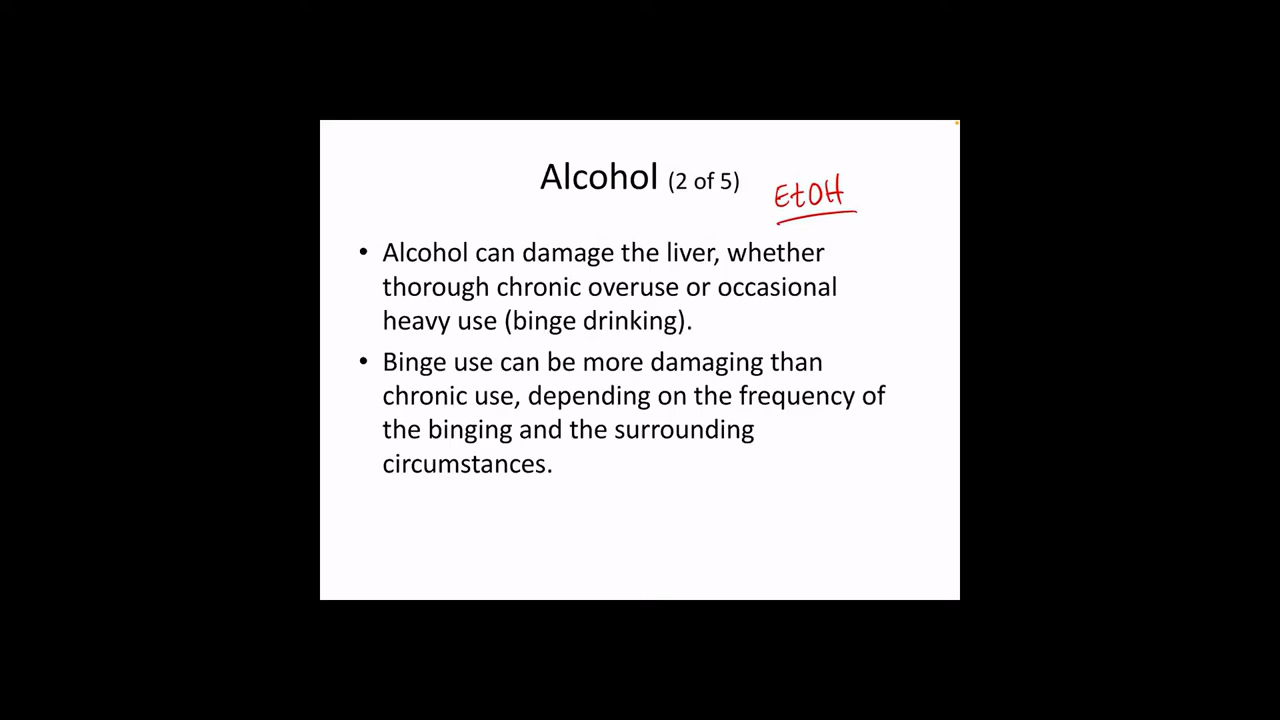 Alcohol (2 of 5)
EtOH
• Alcohol can damage the liver, whether
thorough chronic overuse or occasional
heavy use (binge drinking).
• Binge use can be more damaging than
chronic use, depending on the frequency of
the binging and the surrounding
circumstances.